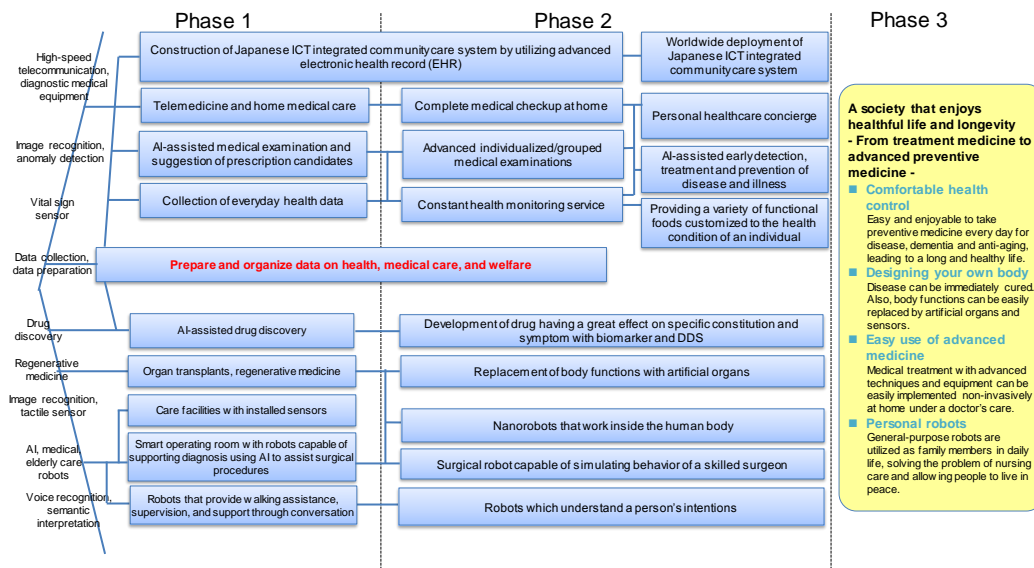 Phase 1
Phase 2
Phase 3
High-speed
telecommunication,
diagnostic medical
equipment
Image recognition,
anomaly detection
Vital sign
sensor
Data collection,
data preparation
Drug
discovery
Regenerative
medicine
Image recognition,
tactile sensor
AI, medical,
elderly care
robots
Voice recognition,
semantic
interpretation
Construction of Japanese ICT integrated community care system by utilizing advanced
electronic health record (EHR)
Worldwide deployment of
Japanese ICT integrated
community care system
Telemedicine and home medical care
Complete medical checkup at home
Personal healthcare concierge
AI-assisted medical examination and
suggestion of prescription candidates
Advanced individualized/grouped
medical examinations
AI-assisted early detection,
treatment and prevention of
disease and illness
Collection of everyday health data
Constant health monitoring service
Providing a variety of functional
foods customized to the health
condition of an individual
Prepare and organize data on health, medical care, and welfare
AI-assisted drug discovery
Development of drug having a great effect on specific constitution and
symptom with biomarker and DDS
Organ transplants, regenerative medicine
Replacement of body functions with artificial organs
Care facilities with installed sensors
Nanorobots that work inside the human body
Smart operating room with robots capable of
supporting diagnosis using AI to assist surgical
procedures
Surgical robot capable of simulating behavior of a skilled surgeon
Robots that provide walking assistance,
supervision, and support through conversation
Robots which understand a person's intentions
A society that enjoys
healthful life and longevity
- From treatment medicine to
advanced preventive
medicine -
■ Comfortable health
control
Easy and enjoyable to take
preventive medicine every day for
disease, dementia and anti-aging,
leading to a long and healthy life.
■ Designing your own body
Disease can be immediately cured.
Also, body functions can be easily
replaced by artificial organs and
sensors.
■ Easy use of advanced
medicine
Medical treatment with advanced
techniques and equipment can be
easily implemented non-invasively
at home under a doctor's care.
■ Personal robots
General-purpose robots are
utilized as family members in daily
life, solving the problem of nursing
care and allowing people to live in
peace.